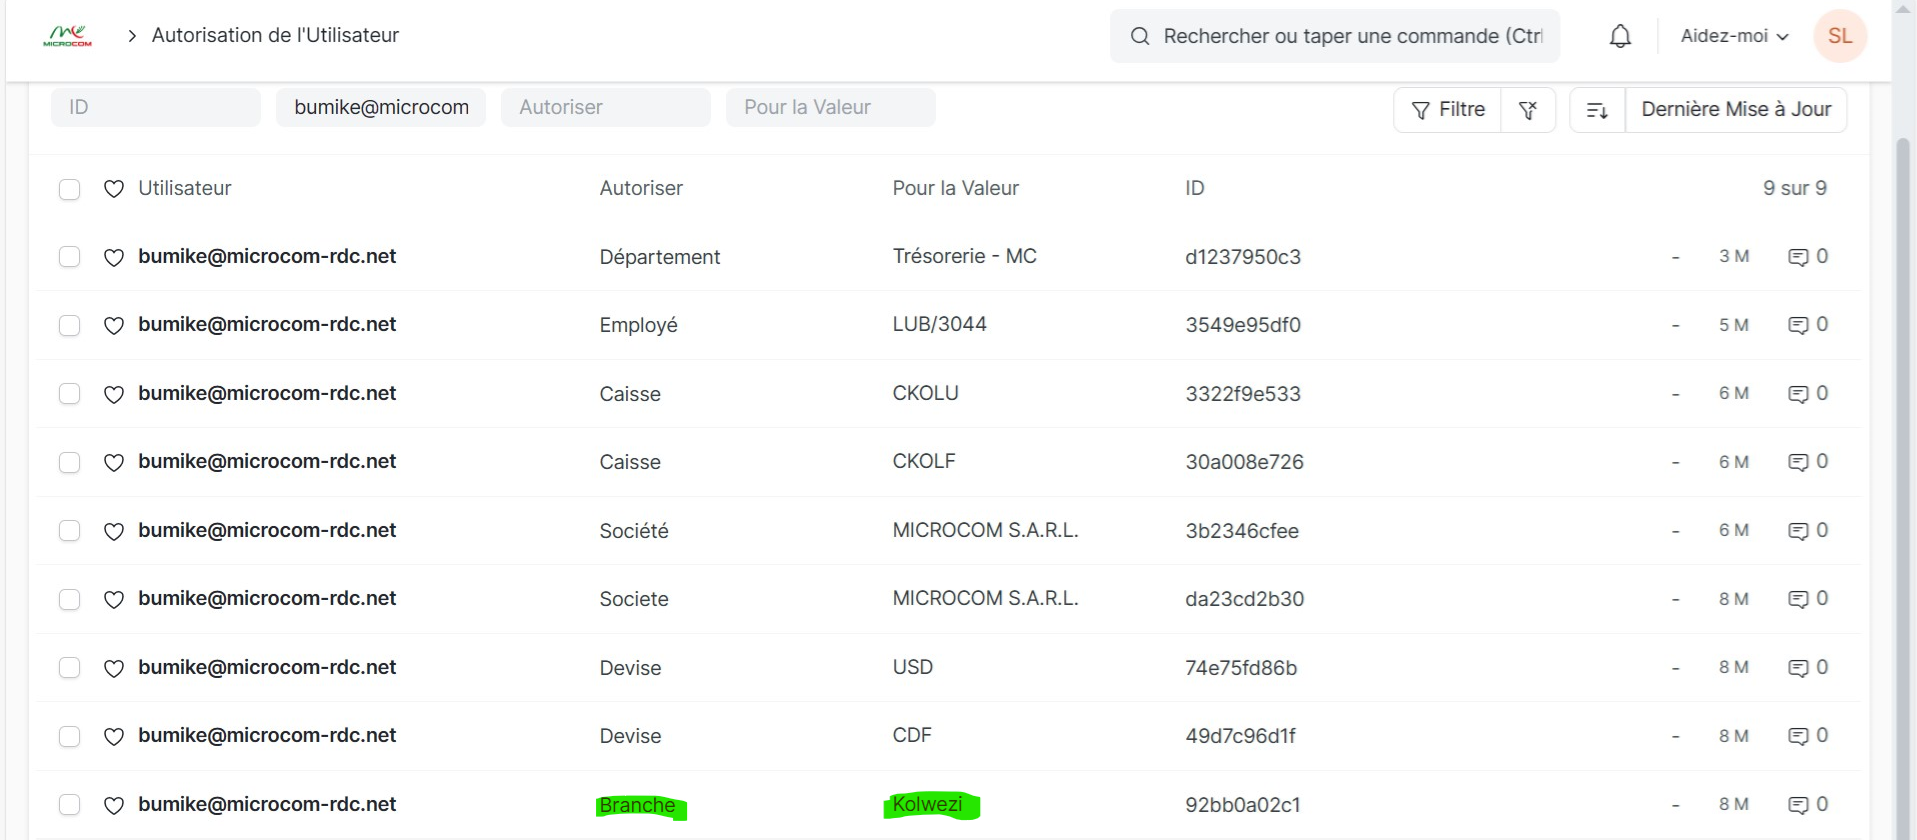 MICROCOM
Autorisation de l'Utilisateur
Rechercher ou taper une commande (Ctrl
Aidez-moi
SL
ID
bumike@microcom
Autoriser
Pour la Valeur
Filtre
Dernière Mise à Jour
Utilisateur Autoriser Pour la Valeur ID 9 sur 9
bumike@microcom-rdc.net Département Trésorerie - MC d1237950c3 - 3 M 0
bumike@microcom-rdc.net Employé LUB/3044 3549e95df0 - 5 M 0
bumike@microcom-rdc.net Caisse CKOLU 3322f9e533 - 6 M 0
bumike@microcom-rdc.net Caisse CKOLF 30a008e726 - 6 M 0
bumike@microcom-rdc.net Société MICROCOM S.A.R.L. 3b2346cfee - 6 M 0
bumike@microcom-rdc.net Societe MICROCOM S.A.R.L. da23cd2b30 - 8 M 0
bumike@microcom-rdc.net Devise USD 74e75fd86b - 8 M 0
bumike@microcom-rdc.net Devise CDF 49d7c96d1f - 8 M 0
bumike@microcom-rdc.net Branche Kolwezi 92bb0a02c1 - 8 M 0